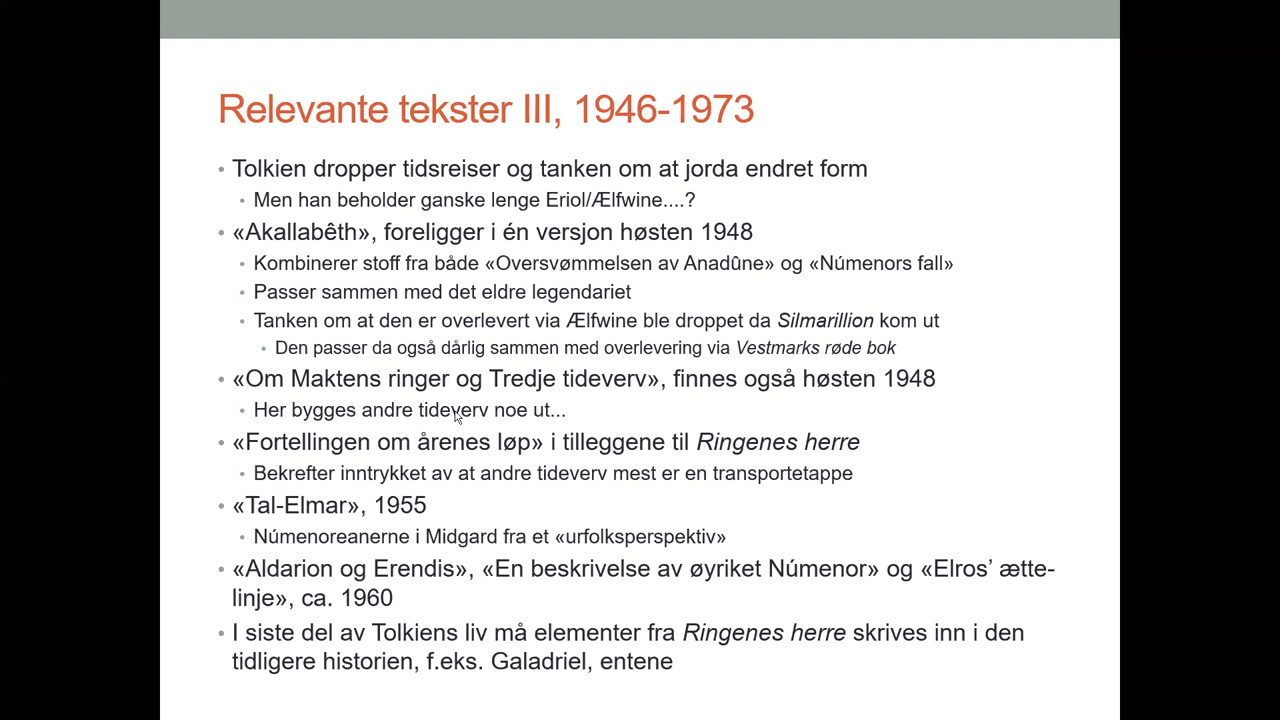 Relevante tekster III, 1946-1973
• Tolkien dropper tidsreiser og tanken om at jorda endret form
• Men han beholder ganske lenge Eriol/Ælfwine....?
• «Akallabêth», foreligger i én versjon høsten 1948
• Kombinerer stoff fra både «Oversvømmelsen av Anadûne» og «Númenors fall»
• Passer sammen med det eldre legendariet
• Tanken om at den er overlevert via Ælfwine ble droppet da Silmarillion kom ut
• Den passer da også dårlig sammen med overlevering via Vestmarks røde bok
• «Om Maktens ringer og Tredje tideverv», finnes også høsten 1948
• Her bygges andre tideverv noe ut...
• «Fortellingen om årenes løp» i tilleggene til Ringenes herre
• Bekrefter inntrykket av at andre tideverv mest er en transportetappe
• «Tal-Elmar», 1955
• Númenoreanerne i Midgard fra et «urfolksperspektiv»
• «Aldarion og Erendis», «En beskrivelse av øyriket Númenor» og «Elros’ ætte-
linje», ca. 1960
• I siste del av Tolkiens liv må elementer fra Ringenes herre skrives inn i den
tidligere historien, f.eks. Galadriel, entene